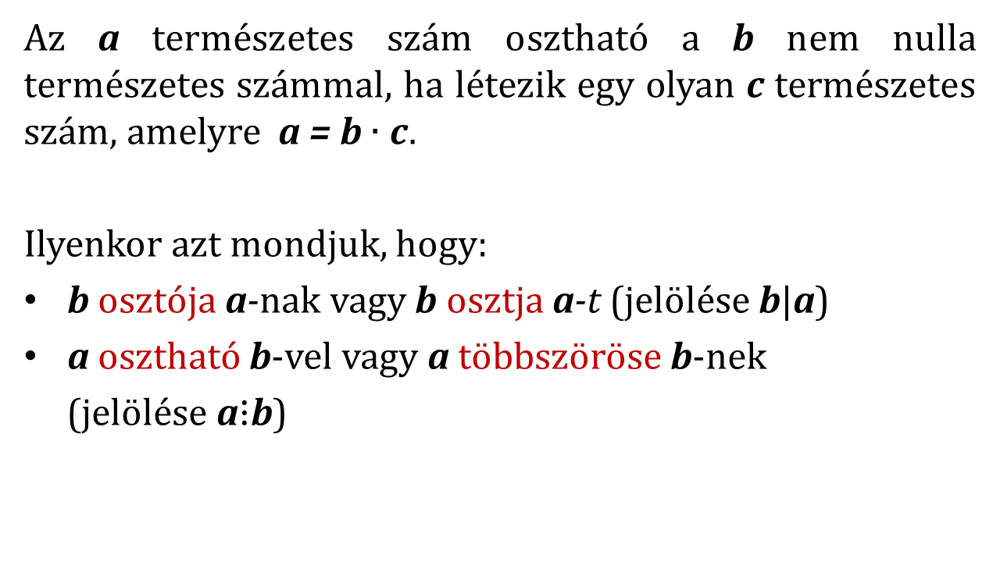 Az a természetes szám osztható a b nem nulla
természetes számmal, ha létezik egy olyan c természetes
szám, amelyre a = b · c.
Ilyenkor azt mondjuk, hogy:
• b osztója a-nak vagy b osztja a-t (jelölése b|a)
• a osztható b-vel vagy a többszöröse b-nek
(jelölése a⁝b)